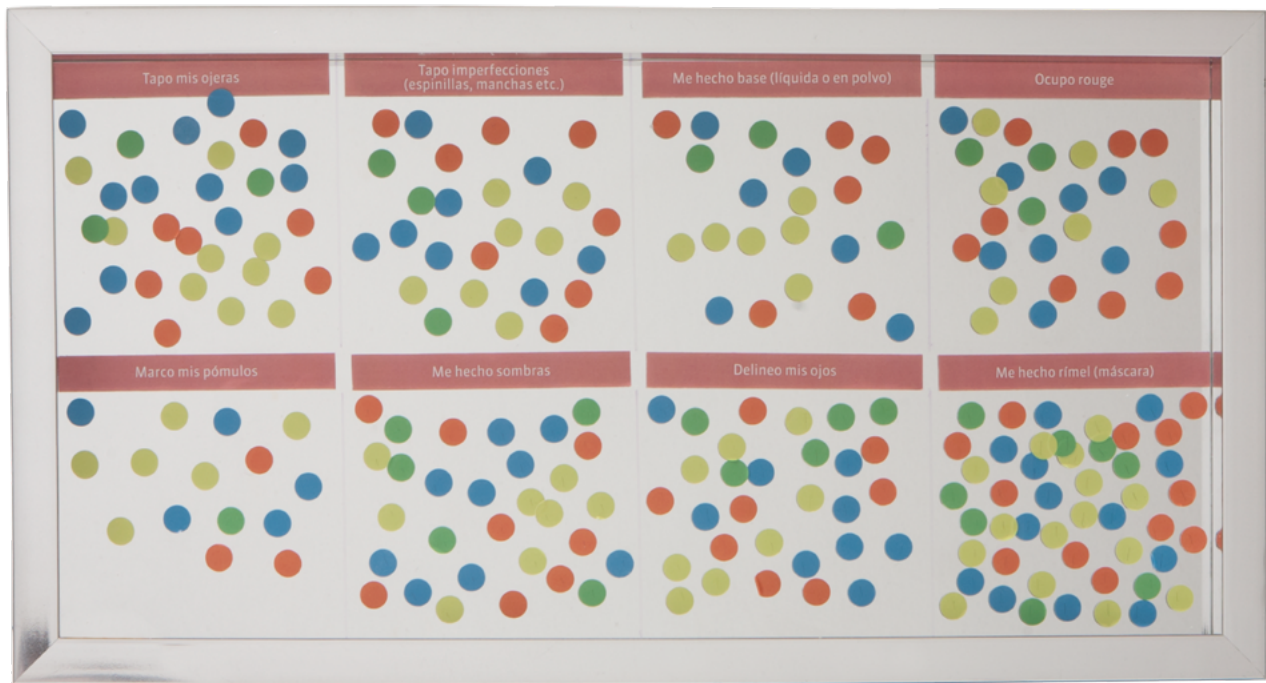 Tapo mis ojeras
Tapo imperfecciones
(espinillas, manchas etc.)
Me hecho base (líquida o en polvo)
Ocupo rouge
Marco mis pómulos
Me hecho sombras
Delineo mis ojos
Me hecho rímel (máscara)